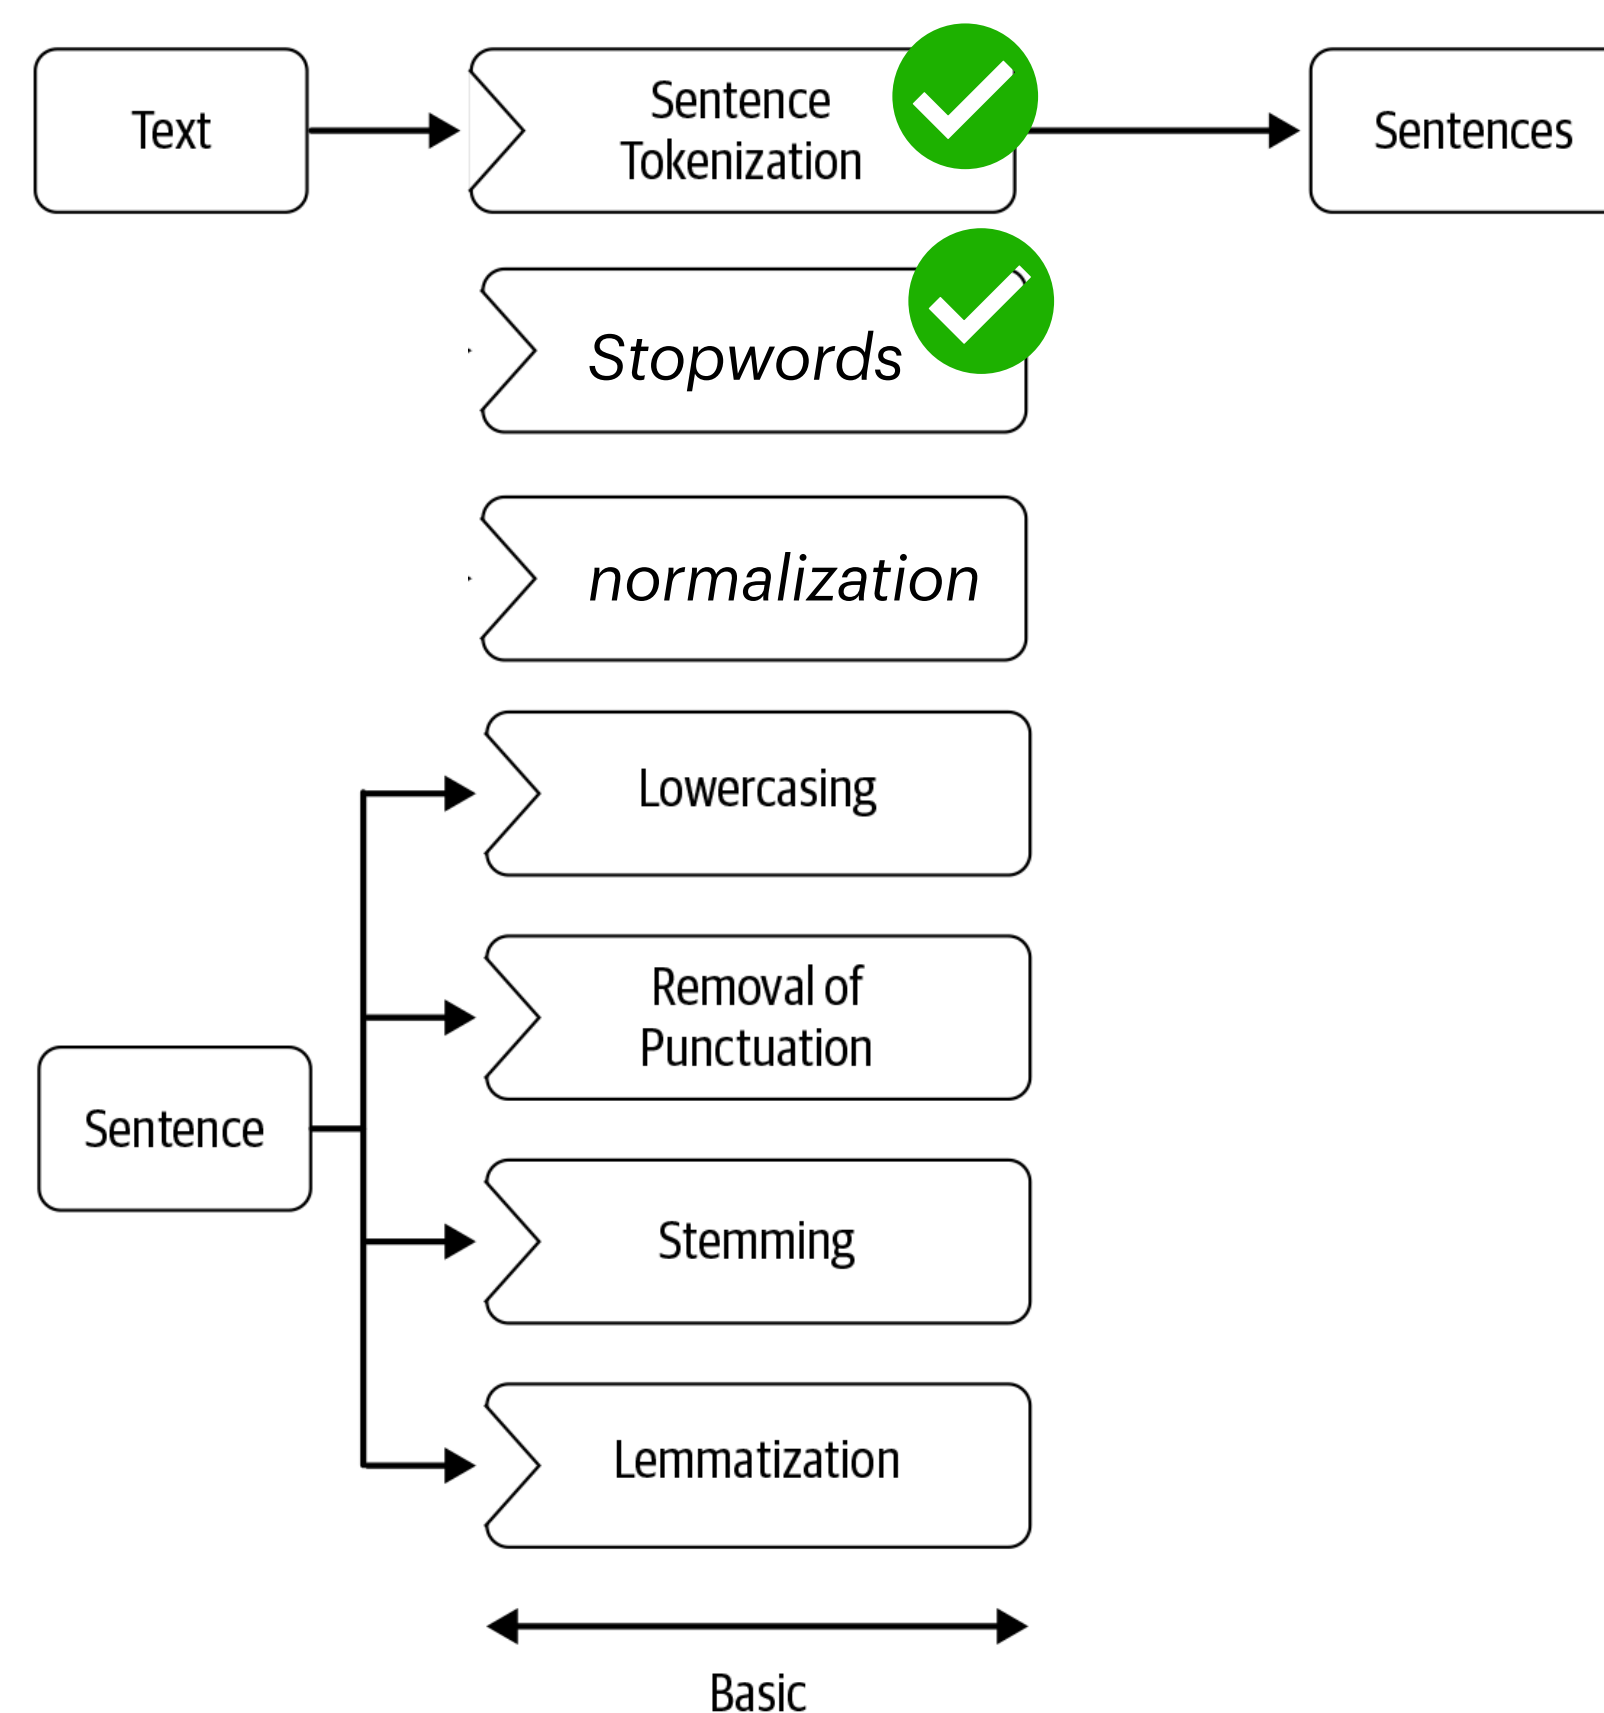 Text
Sentence
Tokenization
Sentences
Stopwords
normalization
Lowercasing
Removal of
Punctuation
Sentence
Stemming
Lemmatization
Basic